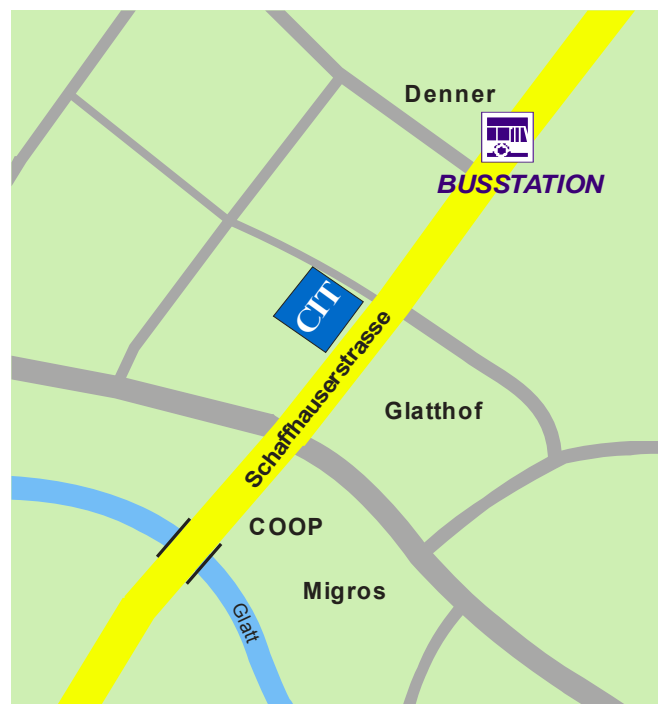 Denner
BUSSTATION
CIT
Schaffhauserstrasse
Glatthof
COOP
Migros
Glatt